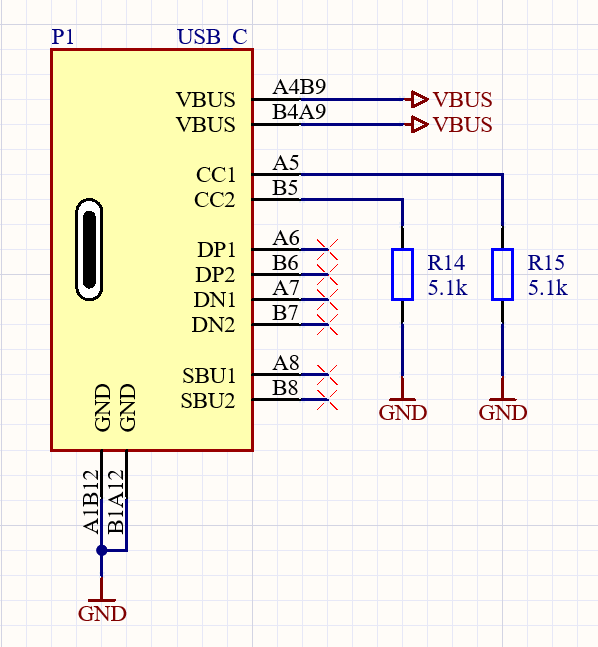 P1 USB_C
VBUS A4B9 VBUS
VBUS B4A9 VBUS
CC1 A5
CC2 B5
DP1 A6
DP2 B6
DN1 A7
DN2 B7
R14 R15
5.1k 5.1k
SBU1 A8
SBU2 B8
GND GND
GND GND
A1B12 B1A12
GND